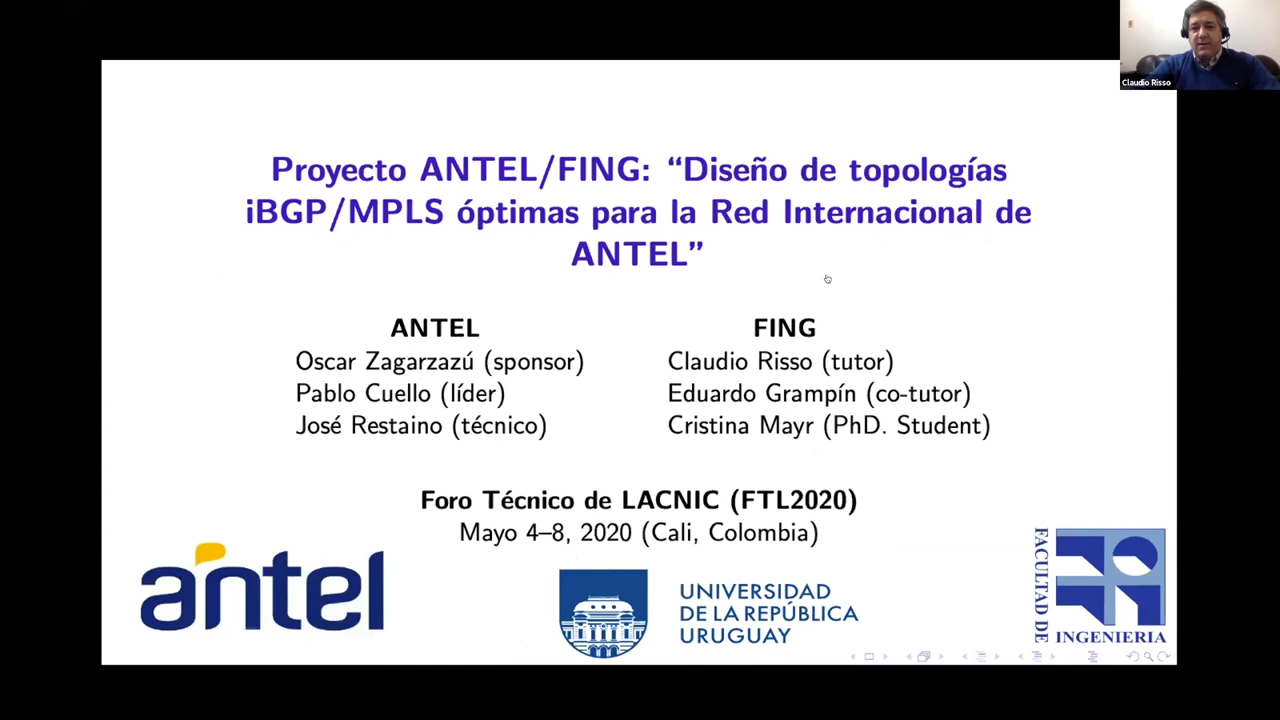 Claudio Risso
Proyecto ANTEL/FING: “Diseño de topologías
iBGP/MPLS óptimas para la Red Internacional de
ANTEL”
ANTEL
Oscar Zagarzazú (sponsor)
Pablo Cuello (líder)
José Restaino (técnico)
FING
Claudio Risso (tutor)
Eduardo Grampín (co-tutor)
Cristina Mayr (PhD. Student)
Foro Técnico de LACNIC (FTL2020)
Mayo 4–8, 2020 (Cali, Colombia)
antel
UNIVERSIDAD
DE LA REPÚBLICA
URUGUAY
FACULTAD DE
INGENIERIA